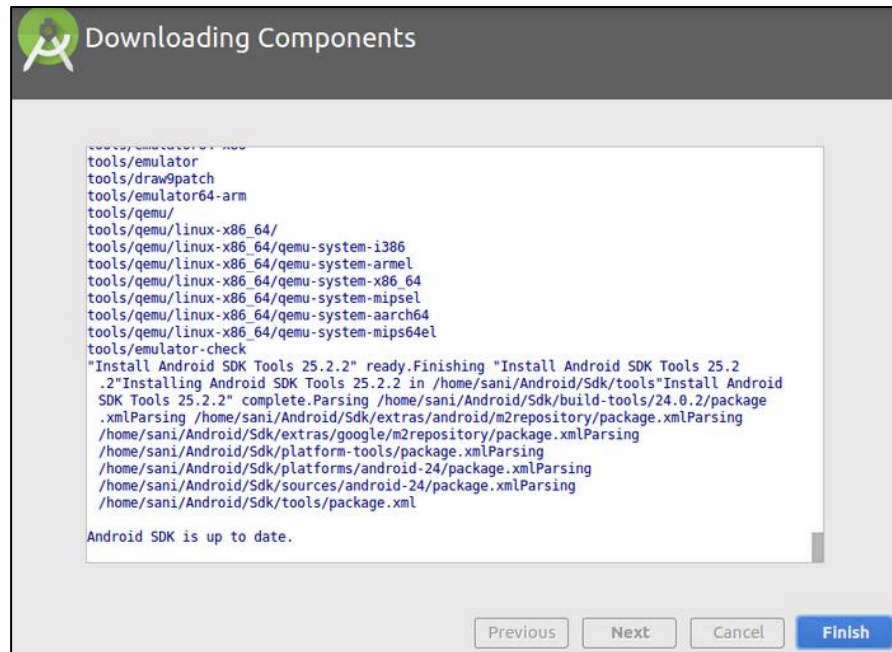 Downloading Components
tools/emulator
tools/draw9patch
tools/emulator64-arm
tools/qemu/
tools/qemu/linux-x86_64/
tools/qemu/linux-x86_64/qemu-system-i386
tools/qemu/linux-x86_64/qemu-system-armel
tools/qemu/linux-x86_64/qemu-system-x86_64
tools/qemu/linux-x86_64/qemu-system-mipsel
tools/qemu/linux-x86_64/qemu-system-aarch64
tools/qemu/linux-x86_64/qemu-system-mips64el
tools/emulator-check
"Install Android SDK Tools 25.2.2" ready.Finishing "Install Android SDK Tools 25.2
.2"Installing Android SDK Tools 25.2.2 in /home/sani/Android/Sdk/tools"Install Android
SDK Tools 25.2.2" complete.Parsing /home/sani/Android/Sdk/build-tools/24.0.2/package
.xmlParsing /home/sani/Android/Sdk/extras/android/m2repository/package.xmlParsing
/home/sani/Android/Sdk/extras/google/m2repository/package.xmlParsing
/home/sani/Android/Sdk/platform-tools/package.xmlParsing
/home/sani/Android/Sdk/platforms/android-24/package.xmlParsing
/home/sani/Android/Sdk/sources/android-24/package.xmlParsing
/home/sani/Android/Sdk/tools/package.xml
Android SDK is up to date.
Previous Next Cancel Finish